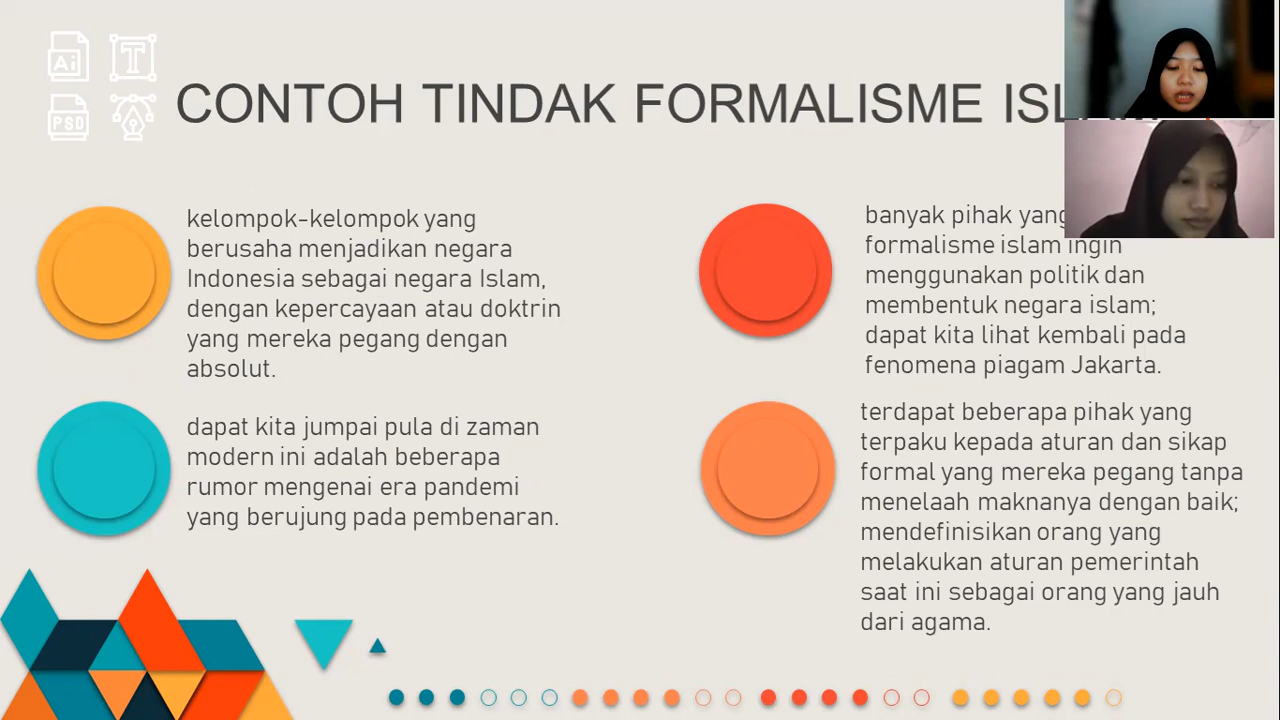 Ai
T
PSD
CONTOH TINDAK FORMALISME
kelompok-kelompok yang
berusaha menjadikan negara
Indonesia sebagai negara Islam,
dengan kepercayaan atau doktrin
yang mereka pegang dengan
absolut.
dapat kita jumpai pula di zaman
modern ini adalah beberapa
rumor mengenai era pandemi
yang berujung pada pembenaran.
banyak pihak yang
formalisme islam ingin
menggunakan politik dan
membentuk negara islam;
dapat kita lihat kembali pada
fenomena piagam Jakarta.
terdapat beberapa pihak yang
terpaku kepada aturan dan sikap
formal yang mereka pegang tanpa
menelaah maknanya dengan baik;
mendefinisikan orang yang
melakukan aturan pemerintah
saat ini sebagai orang yang jauh
dari agama.